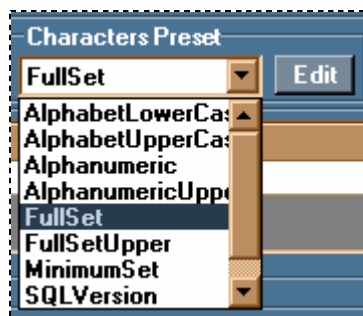 Characters Preset
FullSet
Edit
AlphabetLowerCas
AlphabetUpperCas
Alphanumeric
AlphanumericUppe
FullSet
FullSetUpper
MinimumSet
SQLVersion